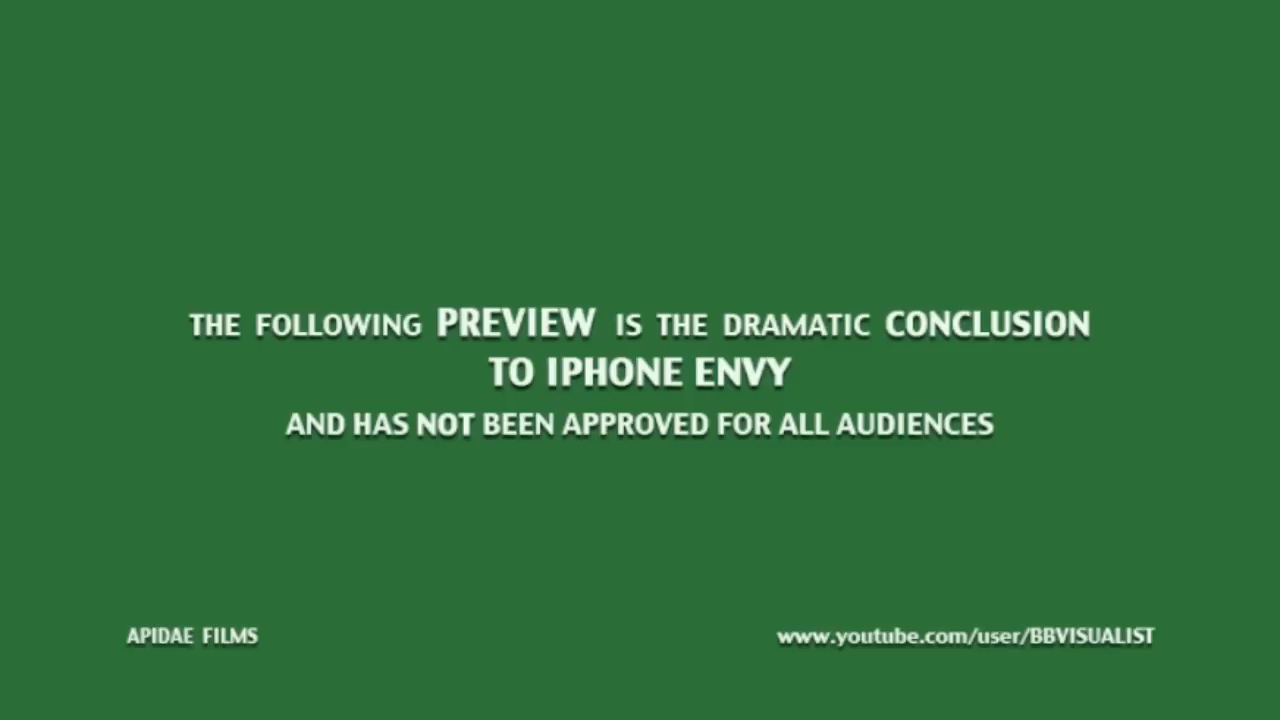 THE FOLLOWING PREVIEW IS THE DRAMATIC CONCLUSION
TO IPHONE ENVY
AND HAS NOT BEEN APPROVED FOR ALL AUDIENCES
APIDAE FILMS
www.youtube.com/user/BBVISUALIST